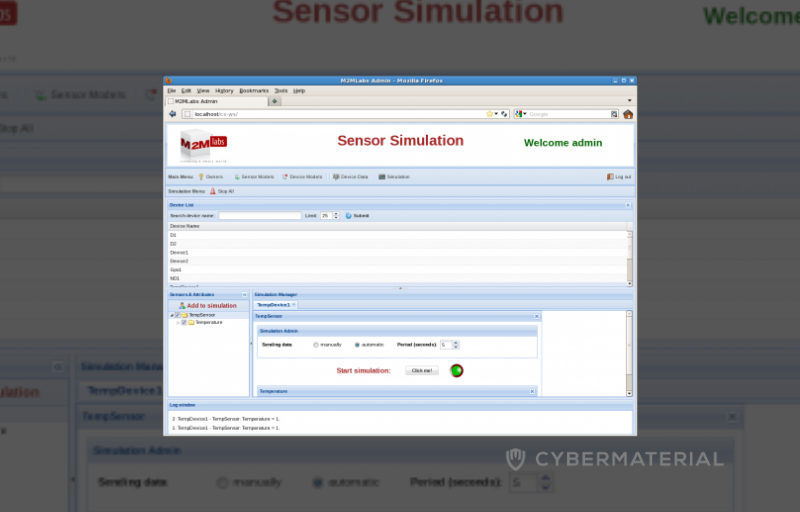 Sensor Simulation
Welcome
Sensor Models
Stop All
M2MLabs Admin - Mozilla Firefox
File Edit View History Bookmarks Tools Help
M2MLabs Admin
localhost/cs-ws/
Google
M2M labs
Sensor Simulation
Welcome admin
Main Menu: Owners Sensor Models Device Models Device Data Simulation Log out
Simulation Menu: Stop All
Device List
Search device name: Limit: 25 Submit
Device Name
D1
D2
Device1
Device2
Gps1
ND1
Sensors & Attributes
Simulation Manager
Add to simulation
TempDevice1
TempSensor
Temperature
TempSensor
Simulation Admin
Sending data: manually automatic Period (seconds): 5
Start simulation: Click me!
Temperature
Log window
2. TempDevice1 - TempSensor: Temperature = 1,
1. TempDevice1 - TempSensor: Temperature = 1,
Simulation Mana
TempDevice1
TempSensor
Simulation Admin
Sending data: manually automatic Period (seconds): 5
CYBERMATERIAL